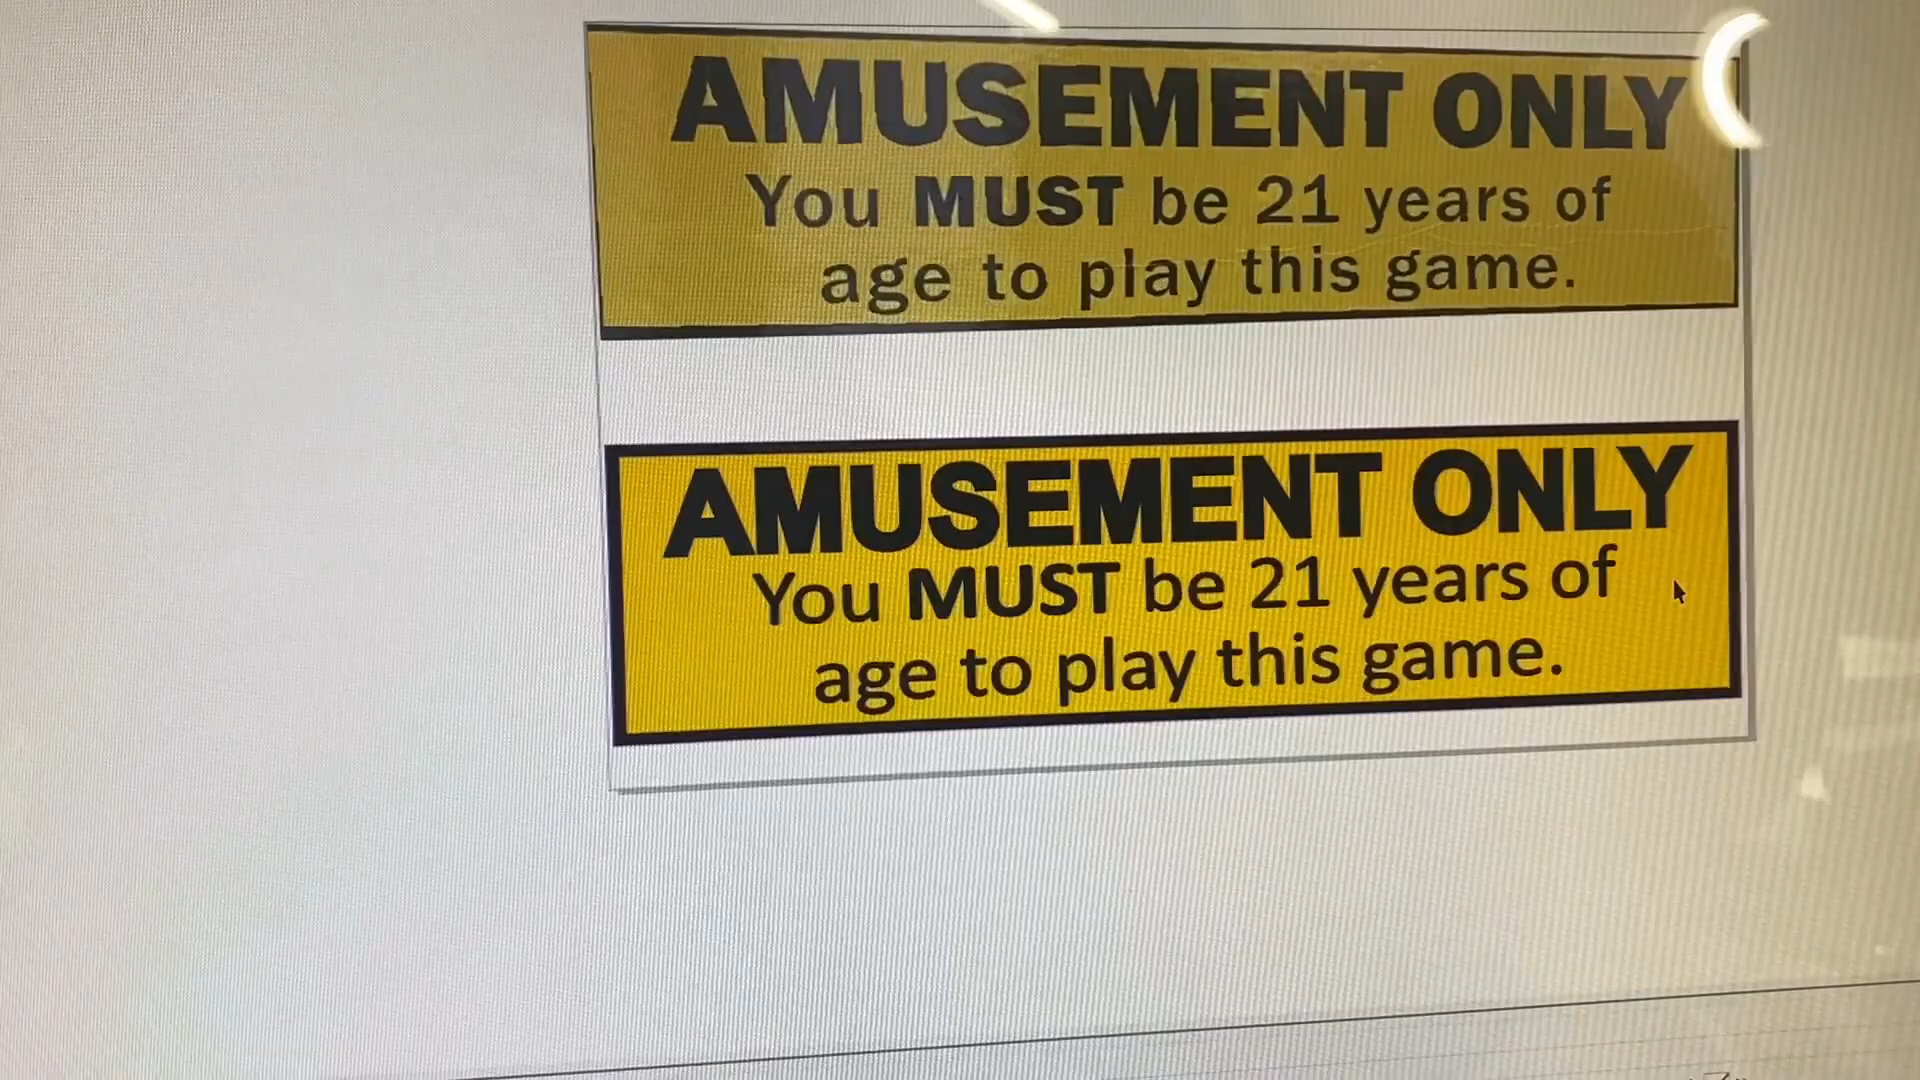 AMUSEMENT ONLY
You MUST be 21 years of
age to play this game.
AMUSEMENT ONLY
You MUST be 21 years of
age to play this game.